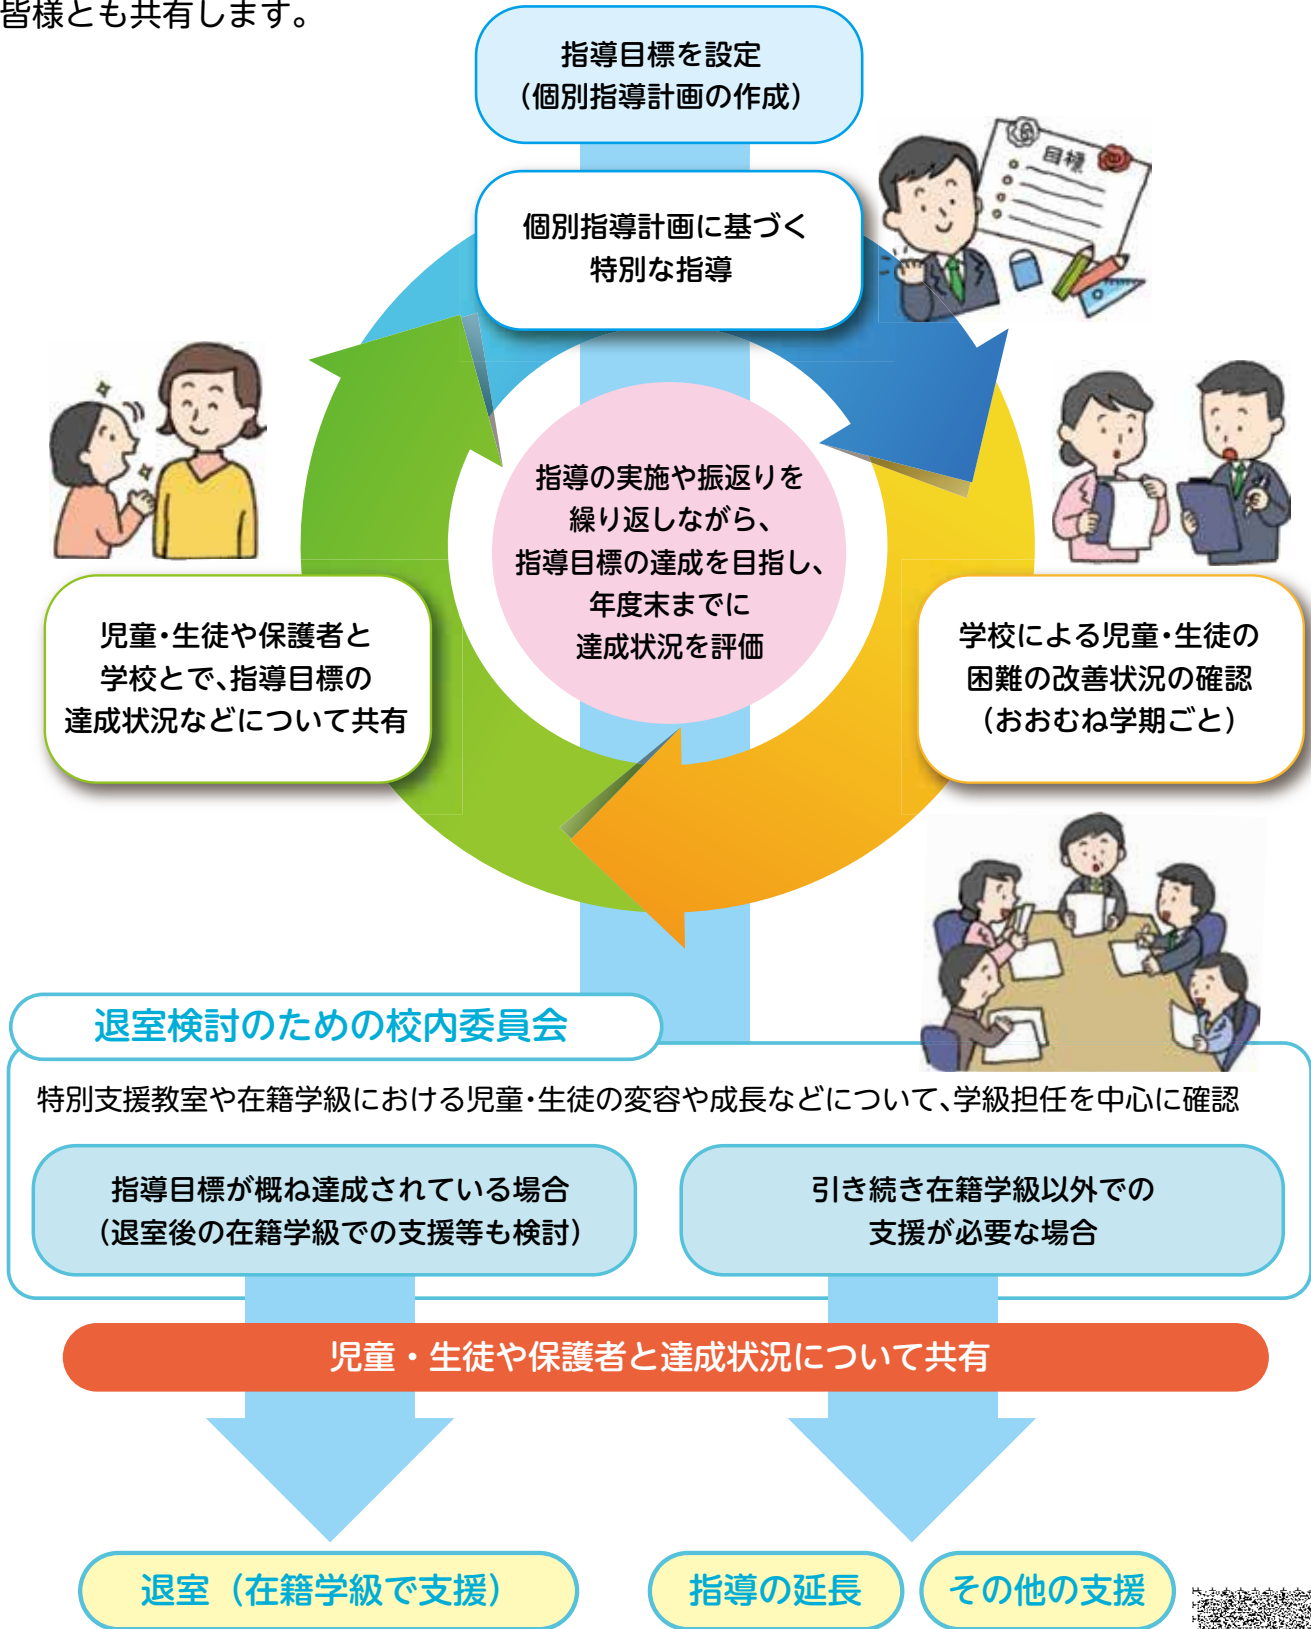 皆様とも共有します。
指導目標を設定
（個別指導計画の作成）
個別指導計画に基づく
特別な指導
目標
指導の実施や振返りを
繰り返しながら、
指導目標の達成を目指し、
年度末までに
達成状況を評価
児童・生徒や保護者と
学校とで、指導目標の
達成状況などについて共有
学校による児童・生徒の
困難の改善状況の確認
（おおむね学期ごと）
退室検討のための校内委員会
特別支援教室や在籍学級における児童・生徒の変容や成長などについて、学級担任を中心に確認
指導目標が概ね達成されている場合
（退室後の在籍学級での支援等も検討）
引き続き在籍学級以外での
支援が必要な場合
児童・生徒や保護者と達成状況について共有
退室（在籍学級で支援）
指導の延長
その他の支援